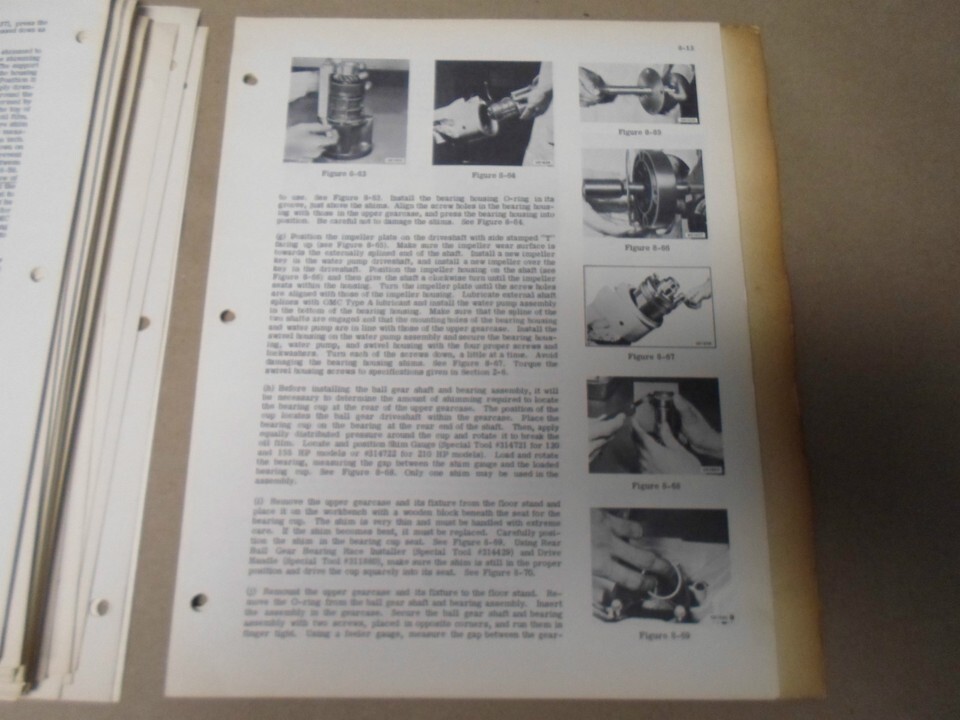 6-15
Figure 6-63
Figure 6-64
Figure 6-65
Figure 6-66
Figure 6-67
Figure 6-68
Figure 6-69
to use. See Figure 6-63. Install the bearing housing O-ring in its
groove, just above the shims. Align the screw holes in the bearing hous-
ing with those in the upper gearcase, and press the bearing housing into
position. Be careful not to damage the shims. See Figure 6-64.
(g) Position the impeller plate on the driveshaft with side stamped "T"
facing up (see Figure 6-65). Make sure the impeller wear surface is
towards the externally splined end of the shaft. Install a new impeller
key in the water pump driveshaft, and install a new impeller over the
key in the driveshaft. Position the impeller housing on the shaft (see
Figure 6-66) and then give the shaft a clockwise turn until the impeller
seats within the housing. Turn the impeller plate until the screw holes
are aligned with those of the impeller housing. Lubricate external shaft
splines with GMC Type A lubricant and install the water pump assembly
in the bottom of the bearing housing. Make sure that the spline of the
two shafts are engaged and that the mounting holes of the bearing housing
and water pump are in line with those of the upper gearcase. Install the
swivel housing on the water pump assembly and secure the bearing hous-
ing, water pump, and swivel housing with the four proper screws and
lockwashers. Turn each of the screws down, a little at a time. Avoid
damaging the bearing housing shims. See Figure 6-67. Torque the
swivel housing screws to specifications given in Section 2-6.
(h) Before installing the ball gear shaft and bearing assembly, it will
be necessary to determine the amount of shimming required to locate
the bearing cup at the rear of the upper gearcase. The position of the
cup locates the ball gear driveshaft within the gearcase. Place the
bearing cup on the bearing at the rear end of the shaft. Then, apply
equally distributed pressure around the cup and rotate it to break the
oil film. Locate and position Shim Gauge (Special Tool #314721 for 120
and 155 HP models or #314722 for 210 HP models). Load and rotate
the bearing, measuring the gap between the shim gauge and the loaded
bearing cup. See Figure 6-68. Only one shim may be used in the
assembly.
(i) Remove the upper gearcase and its fixture from the floor stand and
place it on the workbench with a wooden block beneath the seat for the
bearing cup. The shim is very thin and must be handled with extreme
care. If the shim becomes bent, it must be replaced. Carefully posi-
tion the shim in the bearing cup seat. See Figure 6-69. Using Rear
Ball Gear Bearing Race Installer (Special Tool #314429) and Drive
Handle (Special Tool #311880), make sure the shim is still in the proper
position and drive the cup squarely into its seat. See Figure 6-70.
(j) Remount the upper gearcase and its fixture to the floor stand. Re-
move the O-ring from the ball gear shaft and bearing assembly. Insert
the assembly in the gearcase. Secure the ball gear shaft and bearing
assembly with two screws, placed in opposite corners, and run them in
finger tight. Using a feeler gauge, measure the gap between the gear-